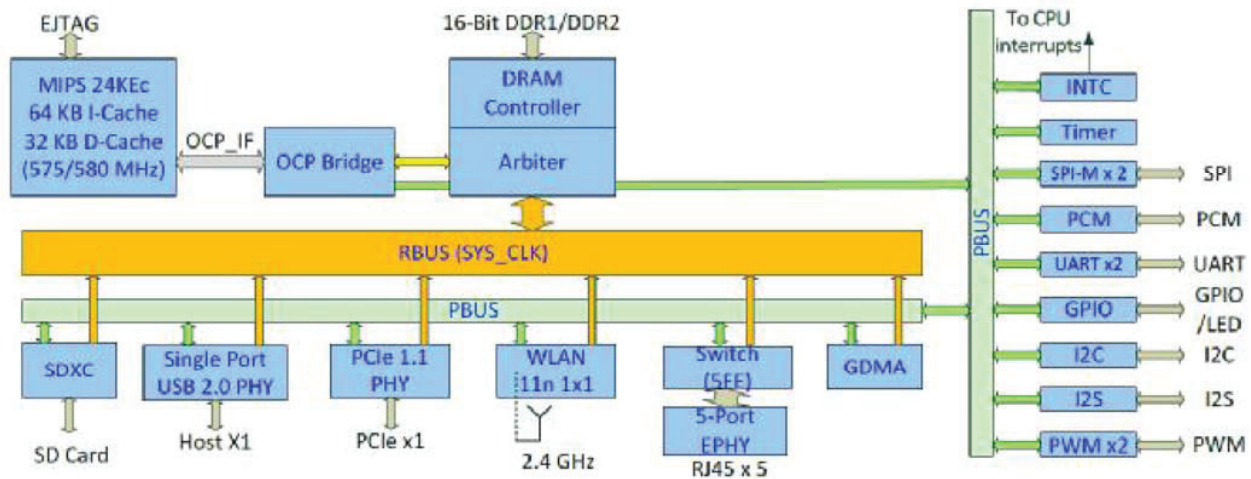 EJTAG
MIPS 24KEc
64 KB I-Cache
32 KB D-Cache
(575/580 MHz)
OCP_IF
OCP Bridge
16-Bit DDR1/DDR2
DRAM
Controller
Arbiter
RBUS (SYS_CLK)
PBUS
SDXC
SD Card
Single Port
USB 2.0 PHY
Host X1
PCIe 1.1
PHY
PCIe x1
WLAN
11n 1x1
2.4 GHz
Switch
(5FE)
5-Port
EPHY
RJ45 x 5
GDMA
PBUS
To CPU
interrupts
INTC
Timer
SPI-M x 2
SPI
PCM
PCM
UART x2
UART
GPIO
GPIO
/LED
I2C
I2C
I2S
I2S
PWM x2
PWM